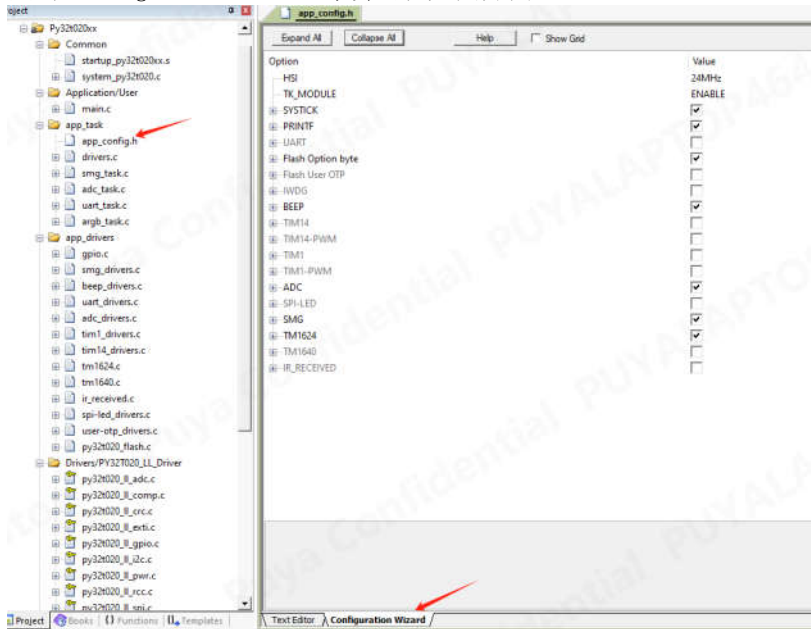 oject
Py32t020xx
Common
startup_py32t020xx.s
system_py32t020.c
Application/User
main.c
app_task
app_config.h
drivers.c
smg_task.c
adc_task.c
uart_task.c
argb_task.c
app_drivers
gpio.c
smg_drivers.c
beep_drivers.c
uart_drivers.c
adc_drivers.c
tim1_drivers.c
tim14_drivers.c
tm1624.c
tm1640.c
ir_received.c
spi-led_drivers.c
user-otp_drivers.c
py32t020_flash.c
Drivers/PY32T020_LL_Driver
py32t020_ll_adc.c
py32t020_ll_comp.c
py32t020_ll_crc.c
py32t020_ll_exti.c
py32t020_ll_gpio.c
py32t020_ll_i2c.c
py32t020_ll_pwr.c
py32t020_ll_rcc.c
py32t020_ll_spi.c
Project Books {} Functions Templates
app_config.h
Expand All Collapse All Help Show Grid
Option Value
HSI 24MHz
TK_MODULE ENABLE
SYSTICK
PRINTF
UART
Flash Option byte
Flash User OTP
IWDG
BEEP
TIM14
TIM14-PWM
TIM1
TIM1-PWM
ADC
SPI-LED
SMG
TM1624
TM1640
IR_RECEIVED
Text Editor Configuration Wizard